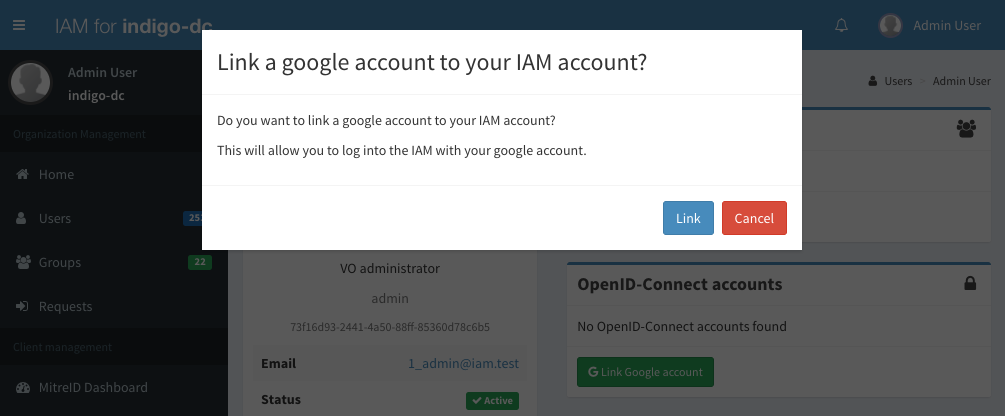 IAM for indigo-dc
Admin User
Link a google account to your IAM account?
Do you want to link a google account to your IAM account?
This will allow you to log into the IAM with your google account.
Link
Cancel
Admin User
indigo-dc
Organization Management
Home
Users
Groups
22
Requests
Client management
MitreID Dashboard
Users > Admin User
VO administrator
admin
73f16d93-2441-4a50-88ff-85360d78c6b5
Email 1_admin@iam.test
Status Active
OpenID-Connect accounts
No OpenID-Connect accounts found
G Link Google account